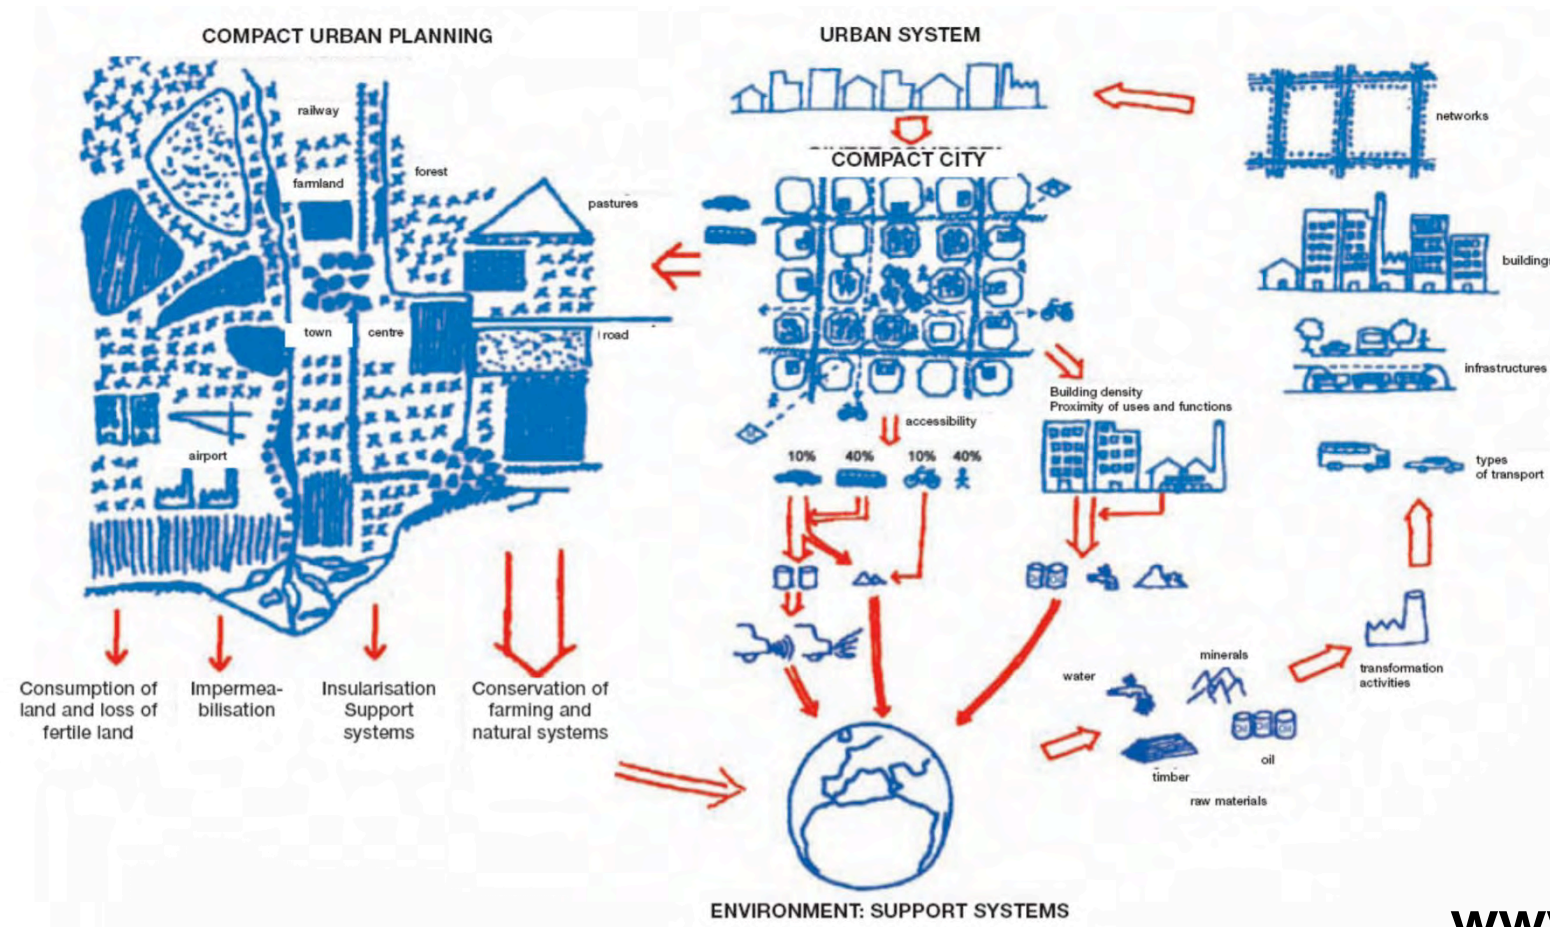 COMPACT URBAN PLANNING
railway
forest
farmland
pastures
town
centre
road
airport
Consumption of
land and loss of
fertile land
Impermea-
bilisation
Insularisation
Support
systems
Conservation of
farming and
natural systems
URBAN SYSTEM
COMPACT CITY
accessibility
10%
40%
10%
40%
Building density
Proximity of uses and functions
networks
building
infrastructures
types
of transport
transformation
activities
minerals
water
oil
timber
raw materials
ENVIRONMENT: SUPPORT SYSTEMS